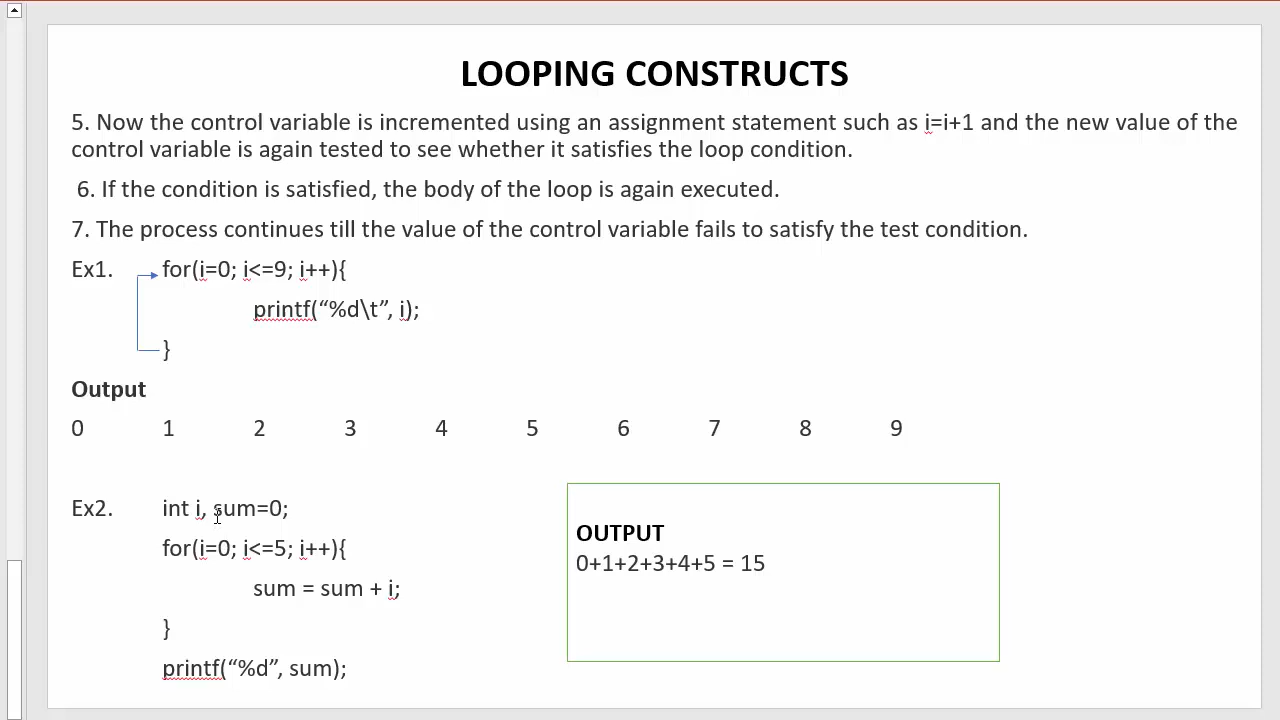 LOOPING CONSTRUCTS
5. Now the control variable is incremented using an assignment statement such as i=i+1 and the new value of the
control variable is again tested to see whether it satisfies the loop condition.
6. If the condition is satisfied, the body of the loop is again executed.
7. The process continues till the value of the control variable fails to satisfy the test condition.
Ex1. for(i=0; i<=9; i++){
printf(“%d\t”, i);
}
Output
0 1 2 3 4 5 6 7 8 9
Ex2. int i, sum=0;
for(i=0; i<=5; i++){
sum = sum + i;
}
printf(“%d”, sum);
OUTPUT
0+1+2+3+4+5 = 15